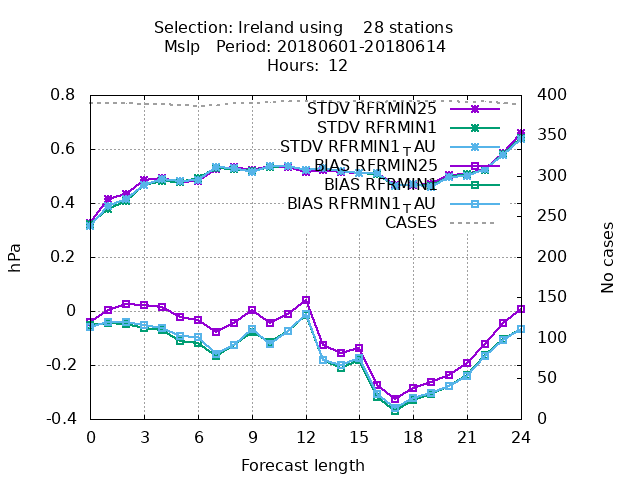 Selection: Ireland using 28 stations
Mslp Period: 20180601-20180614
Hours: 12
0.8 400
STDV RFRMIN25
STDV RFRMIN1 350
0.6 STDV RFRMIN1_AU
BIAS RFRMIN25 300
BIAS RFRMIN1
0.4 BIAS RFRMIN1_AU
CASES 250
0.2 200
hPa No cases
0 150
100
-0.2
50
-0.4 0
0 3 6 9 12 15 18 21 24
Forecast length